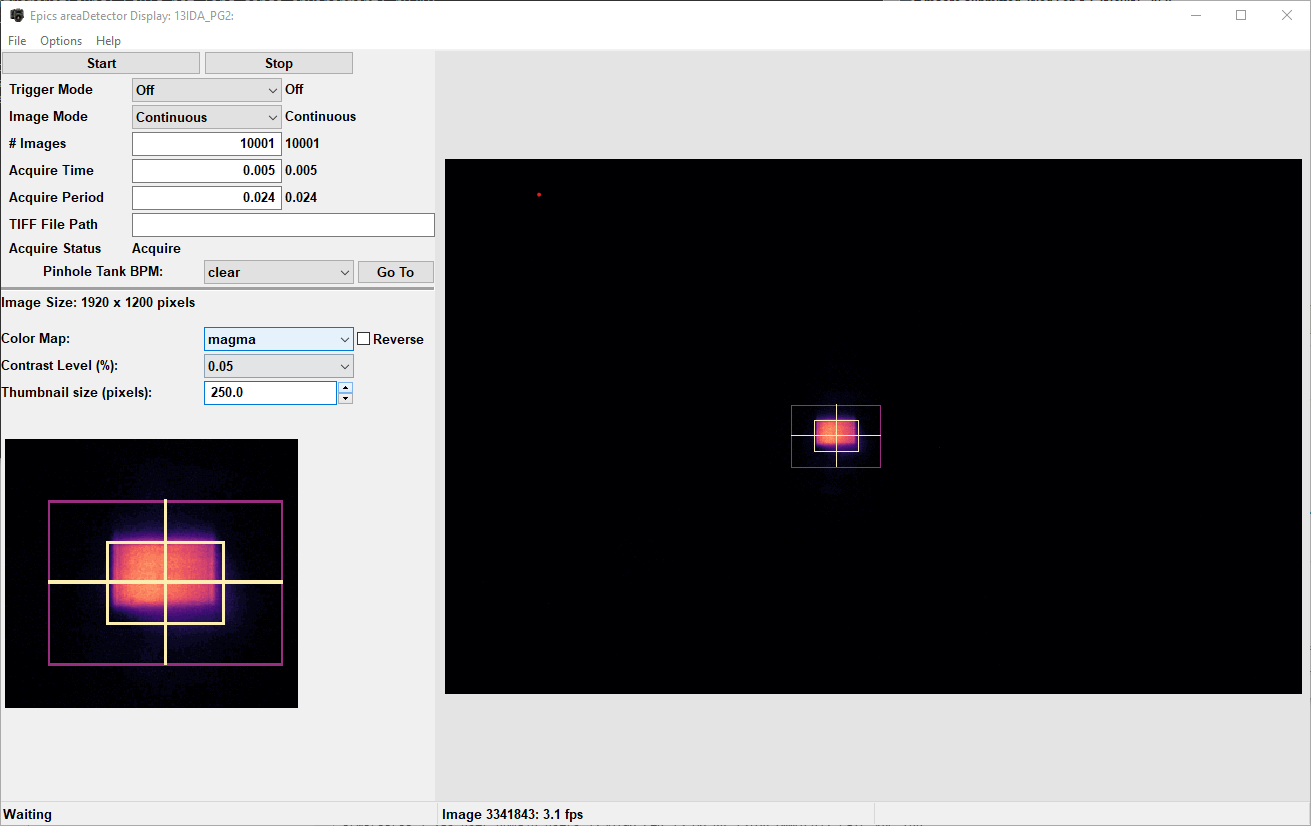 Epics areaDetector Display: 13IDA_PG2:
File Options Help
Start Stop
Trigger Mode Off Off
Image Mode Continuous Continuous
# Images 10001 10001
Acquire Time 0.005 0.005
Acquire Period 0.024 0.024
TIFF File Path
Acquire Status Acquire
Pinhole Tank BPM: clear Go To
Image Size: 1920 x 1200 pixels
Color Map: magma Reverse
Contrast Level (%): 0.05
Thumbnail size (pixels): 250.0
Waiting Image 3341843: 3.1 fps